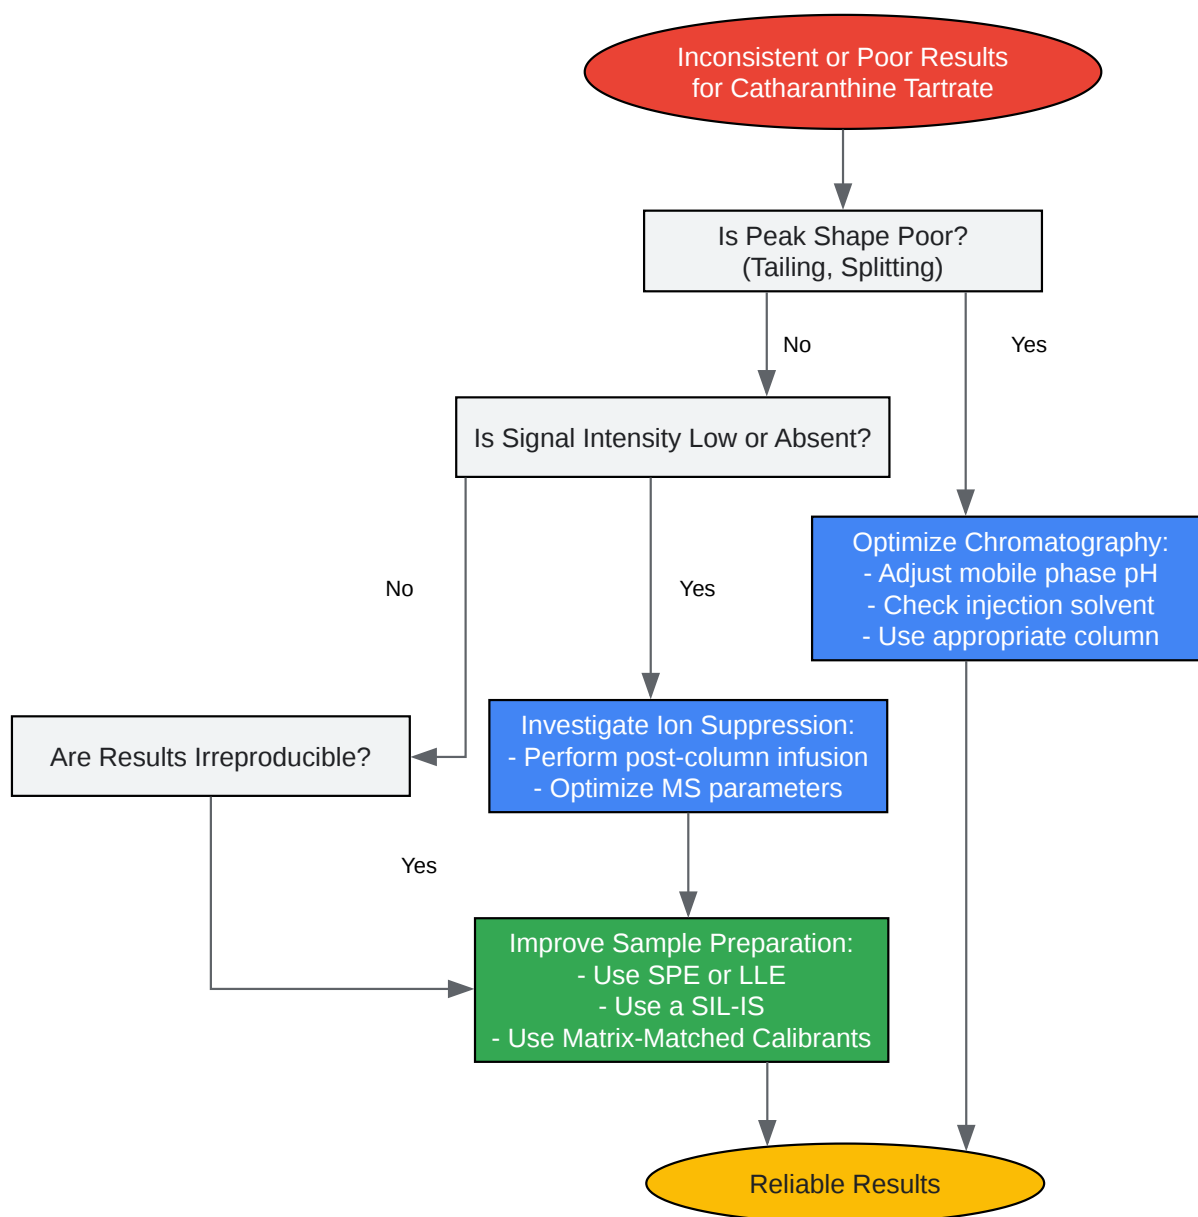 Inconsistent or Poor Results
for Catharanthine Tartrate
Is Peak Shape Poor?
(Tailing, Splitting)
No
Yes
Is Signal Intensity Low or Absent?
Optimize Chromatography:
- Adjust mobile phase pH
- Check injection solvent
- Use appropriate column
No
Yes
Are Results Irreproducible?
Investigate Ion Suppression:
- Perform post-column infusion
- Optimize MS parameters
Yes
Improve Sample Preparation:
- Use SPE or LLE
- Use a SIL-IS
- Use Matrix-Matched Calibrants
Reliable Results